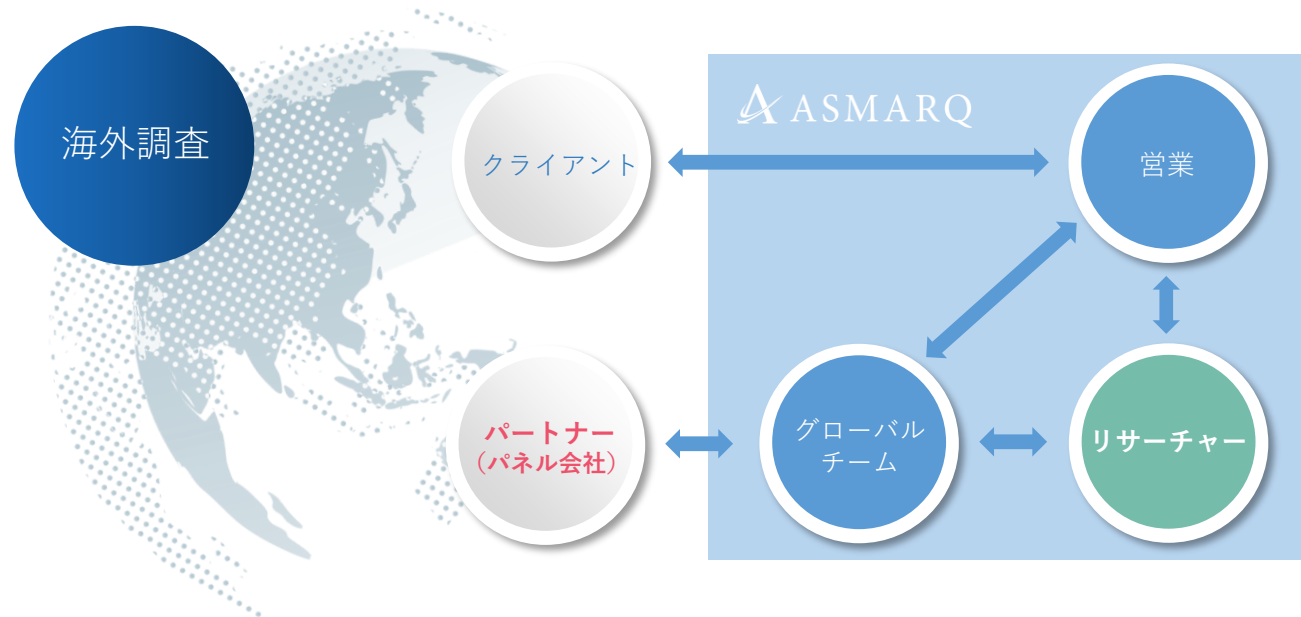 海外調査
クライアント
ASMARQ
営業
パートナー
（パネル会社）
グローバル
チーム
リサーチャー